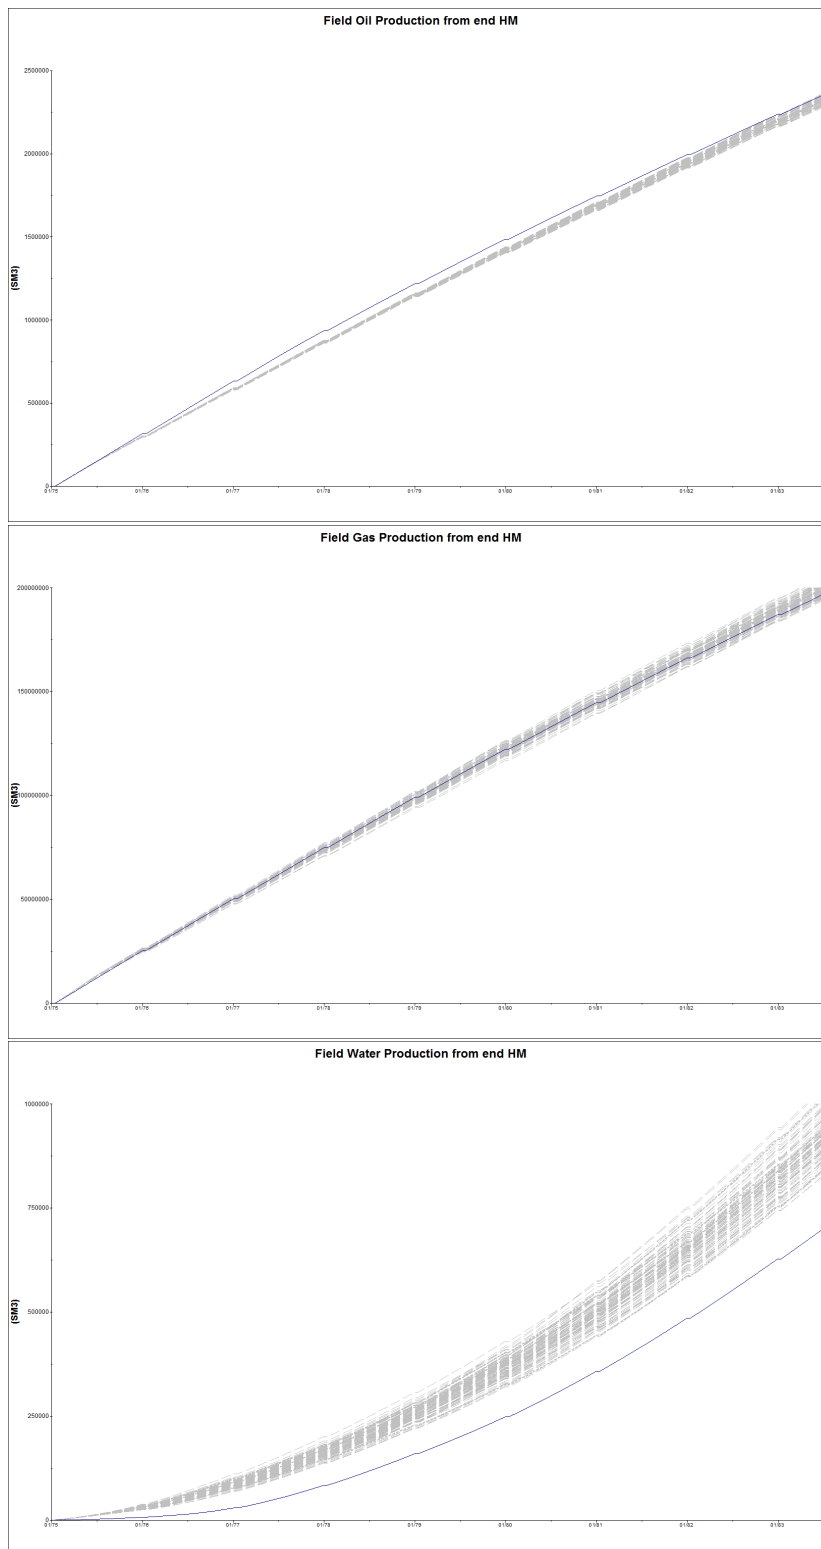 Field Oil Production from end HM
2500000
2000000
1500000
(SM3)
1000000
500000
0
01/75 01/76 01/77 01/78 01/79 01/80 01/81 01/82 01/83
Field Gas Production from end HM
200000000
150000000
(SM3)
100000000
50000000
0
01/75 01/76 01/77 01/78 01/79 01/80 01/81 01/82 01/83
Field Water Production from end HM
1000000
750000
(SM3)
500000
250000
0
01/75 01/76 01/77 01/78 01/79 01/80 01/81 01/82 01/83